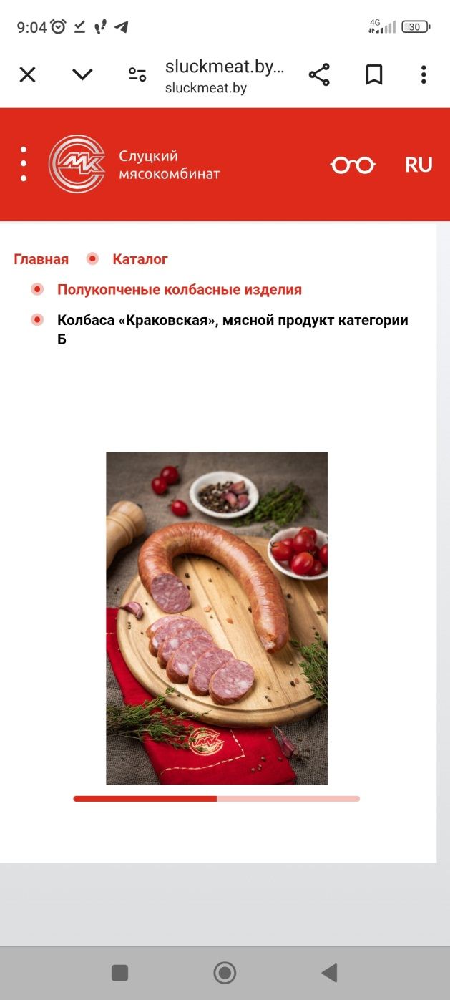 9:04
4G
30
sluckmeat.by...
sluckmeat.by
Слуцкий
мясокомбинат
RU
Главная
Каталог
Полукопченые колбасные изделия
Колбаса «Краковская», мясной продукт категории
Б